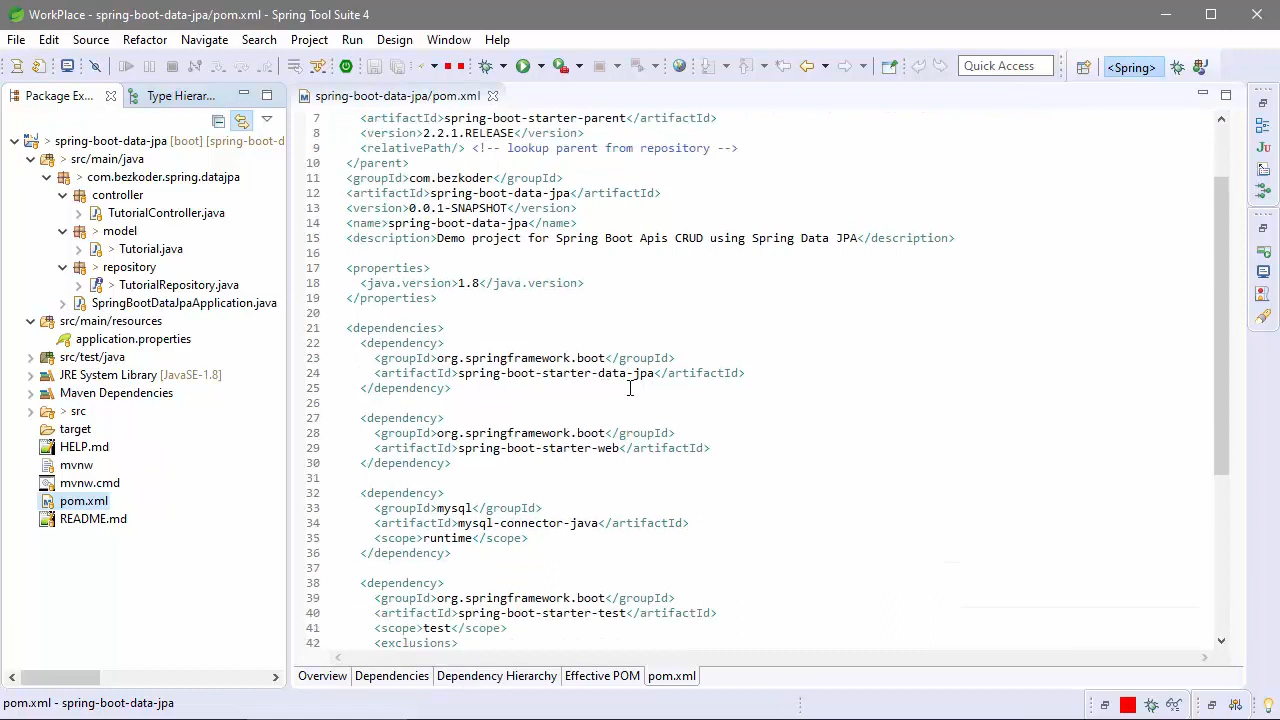 WorkPlace - spring-boot-data-jpa/pom.xml - Spring Tool Suite 4
File Edit Source Refactor Navigate Search Project Run Design Window Help
Quick Access
<Spring>
Package Ex...
Type Hierar...
spring-boot-data-jpa [boot] [spring-boot-d
src/main/java
> com.bezkoder.spring.datajpa
controller
TutorialController.java
> model
> Tutorial.java
> repository
> TutorialRepository.java
SpringBootDataJpaApplication.java
src/main/resources
application.properties
src/test/java
JRE System Library [JavaSE-1.8]
Maven Dependencies
> src
target
HELP.md
mvnw
mvnw.cmd
pom.xml
README.md
spring-boot-data-jpa/pom.xml
7 <artifactId>spring-boot-starter-parent</artifactId>
8 <version>2.2.1.RELEASE</version>
9 <relativePath/> <!-- lookup parent from repository -->
10 </parent>
11 <groupId>com.bezkoder</groupId>
12 <artifactId>spring-boot-data-jpa</artifactId>
13 <version>0.0.1-SNAPSHOT</version>
14 <name>spring-boot-data-jpa</name>
15 <description>Demo project for Spring Boot Apis CRUD using Spring Data JPA</description>
16
17 <properties>
18 <java.version>1.8</java.version>
19 </properties>
20
21 <dependencies>
22 <dependency>
23 <groupId>org.springframework.boot</groupId>
24 <artifactId>spring-boot-starter-data-jpa</artifactId>
25 </dependency>
26
27 <dependency>
28 <groupId>org.springframework.boot</groupId>
29 <artifactId>spring-boot-starter-web</artifactId>
30 </dependency>
31
32 <dependency>
33 <groupId>mysql</groupId>
34 <artifactId>mysql-connector-java</artifactId>
35 <scope>runtime</scope>
36 </dependency>
37
38 <dependency>
39 <groupId>org.springframework.boot</groupId>
40 <artifactId>spring-boot-starter-test</artifactId>
41 <scope>test</scope>
42 <exclusions>
Overview Dependencies Dependency Hierarchy Effective POM pom.xml
pom.xml - spring-boot-data-jpa